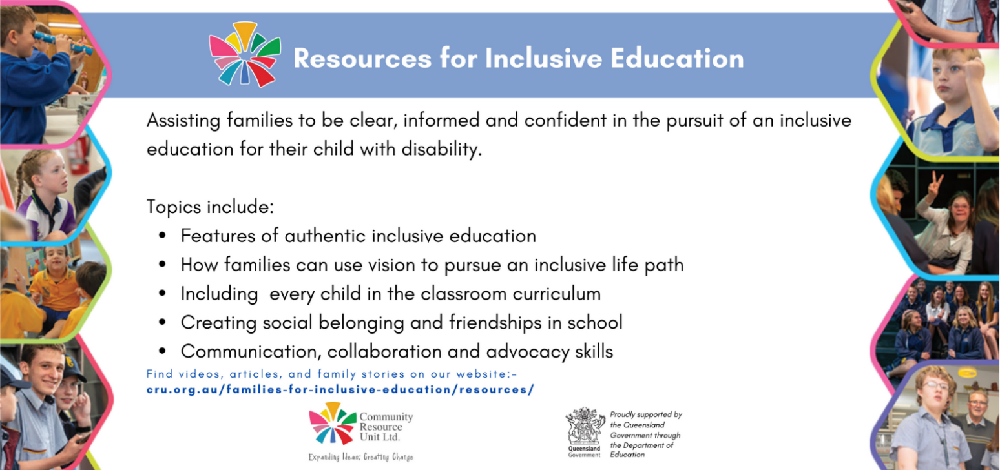 Resources for Inclusive Education
Assisting families to be clear, informed and confident in the pursuit of an inclusive
education for their child with disability.
Topics include:
• Features of authentic inclusive education
• How families can use vision to pursue an inclusive life path
• Including  every child in the classroom curriculum
• Creating social belonging and friendships in school
• Communication, collaboration and advocacy skills
Find videos, articles, and family stories on our website:-
cru.org.au/families-for-inclusive-education/resources/
Community
Resource
Unit Ltd.
Expanding Ideas; Creating Change
Queensland
Government
Proudly supported by
the Queensland
Government through
the Department of
Education